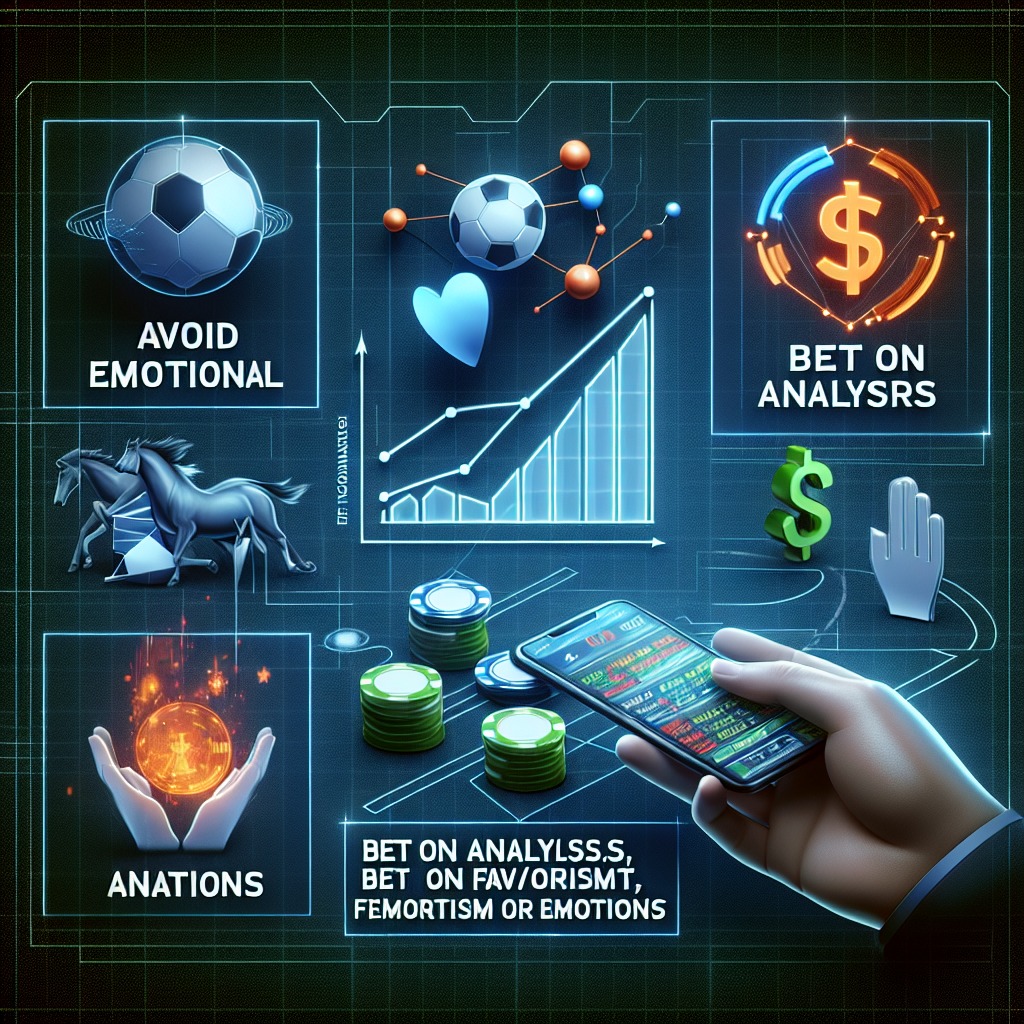 AVOID
EMOTIONAL
BET ON
ANALYSRS
ANATIONS
BET ON ANALYLSS.S,
BET ON FAV/ORISMT,
FEMORTISM OR EMOTIONS